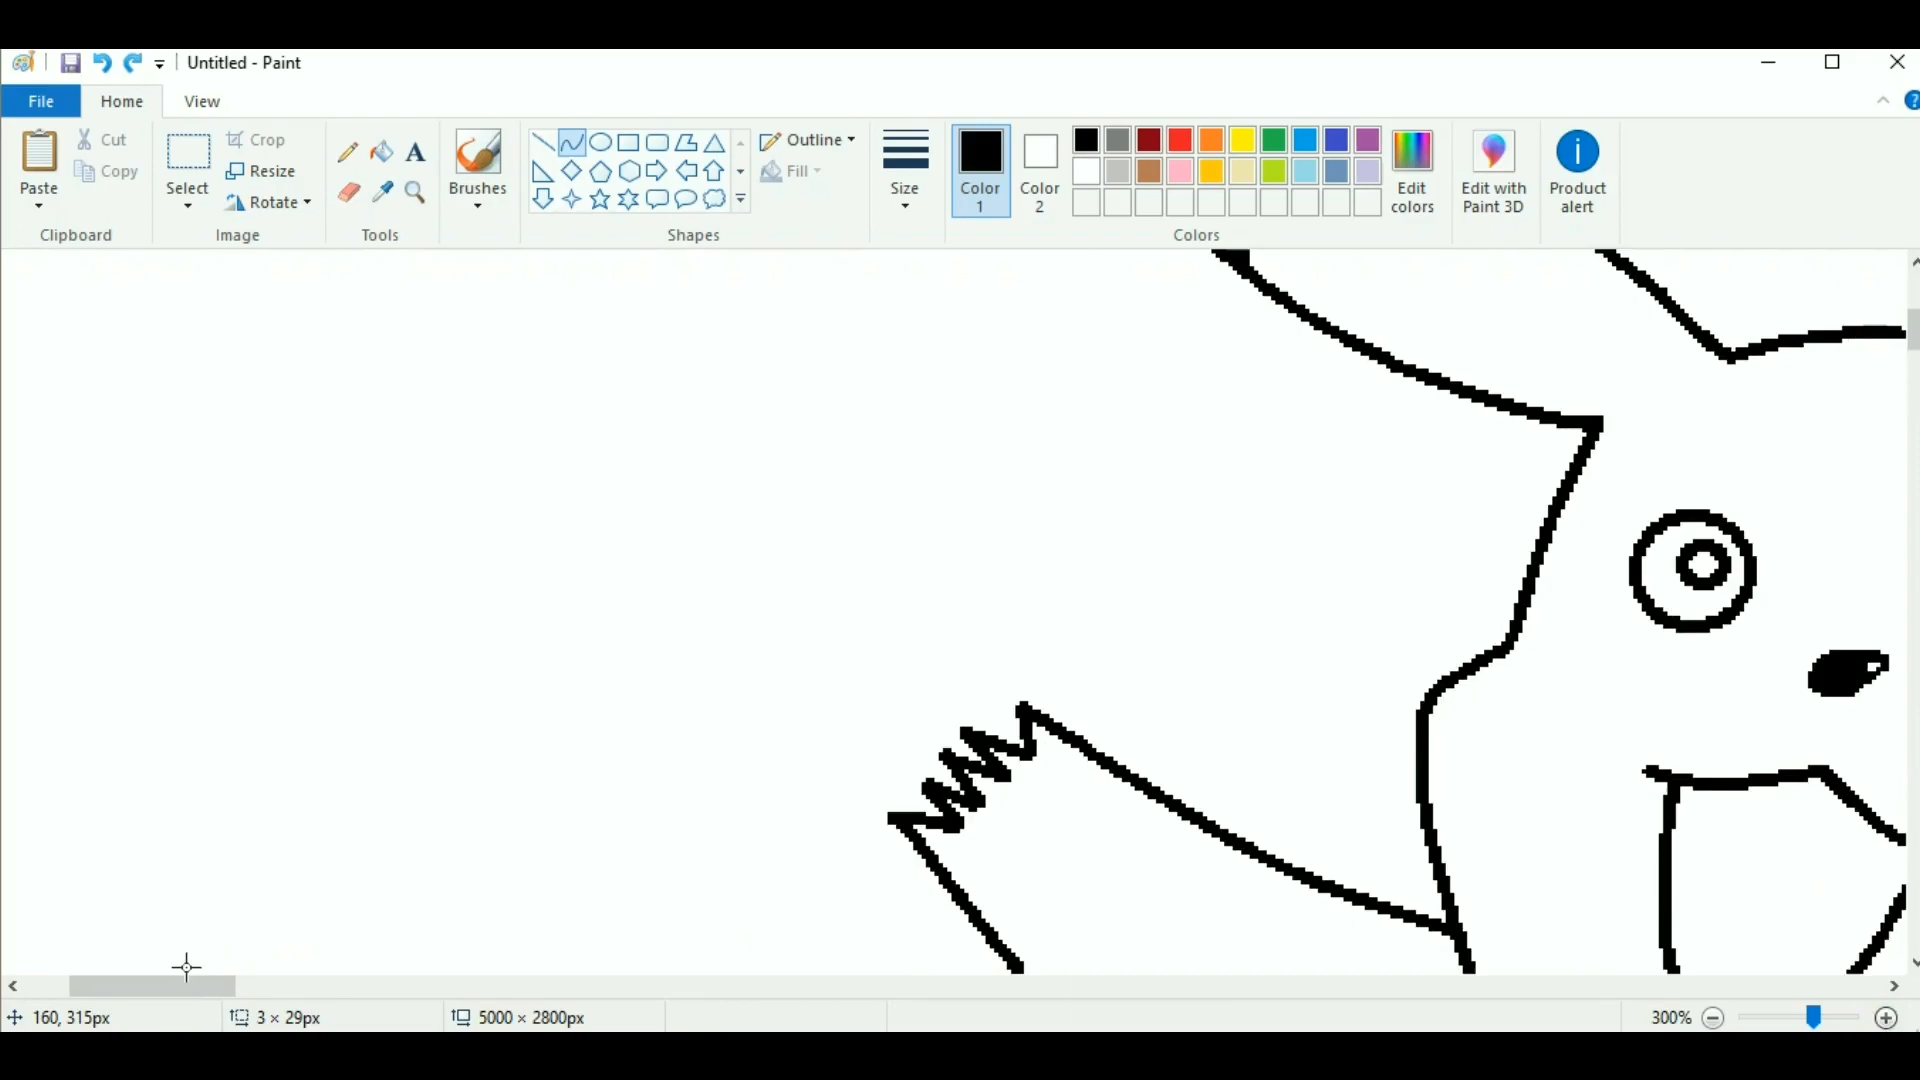 Untitled - Paint
File Home View
Paste Cut Copy
Clipboard
Select Crop Resize Rotate
Image
A
Tools
Brushes
Shapes
Outline Fill
Size
Color 1
Color 2
Edit colors
Colors
Edit with Paint 3D
Product alert
160, 315px
3 × 29px
5000 × 2800px
300%